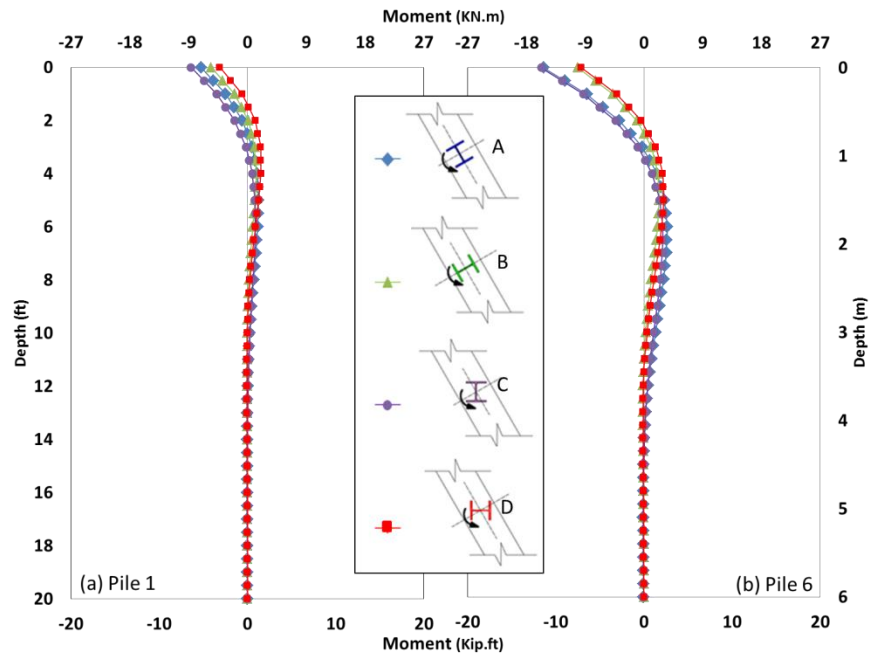 Moment (KN.m)
-27 -18 -9 0 9 18 27
-27 -18 -9 0 9 18 27
0
2
4
6
8
10
12
14
16
18
20
Depth (ft)
A
B
C
D
0
1
2
3
4
5
6
Depth (m)
(a) Pile 1
(b) Pile 6
-20 -10 0 10 20
-20 -10 0 10 20
Moment (Kip.ft)